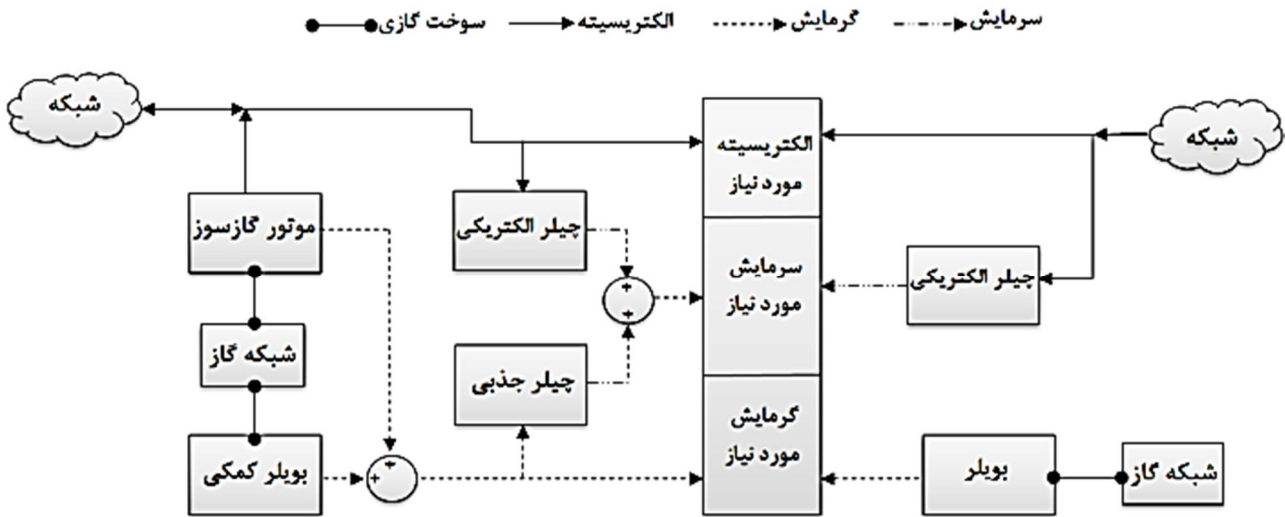 سوخت گازی
الکتریسیته
گرمایش
سرمایش
شبکه
شبکه
الکتریسیته
مورد نیاز
موتور گازسوز
چیلر الکتریکی
سرمایش
مورد نیاز
چیلر الکتریکی
+
+
شبکه گاز
چیلر جذبی
گرمایش
مورد نیاز
بویلر کمکی
+
+
بویلر
شبکه گاز